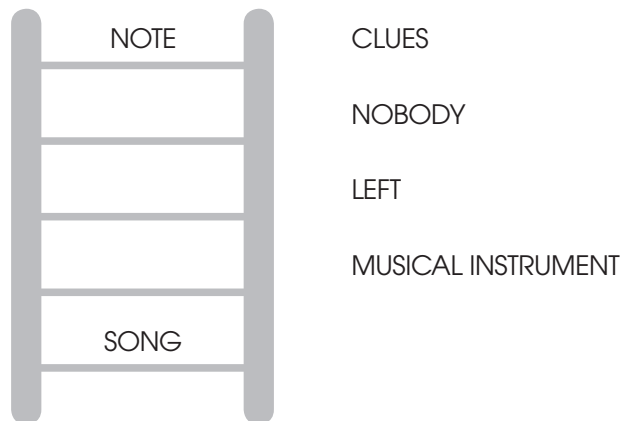 NOTE CLUES
NOBODY
LEFT
MUSICAL INSTRUMENT
SONG